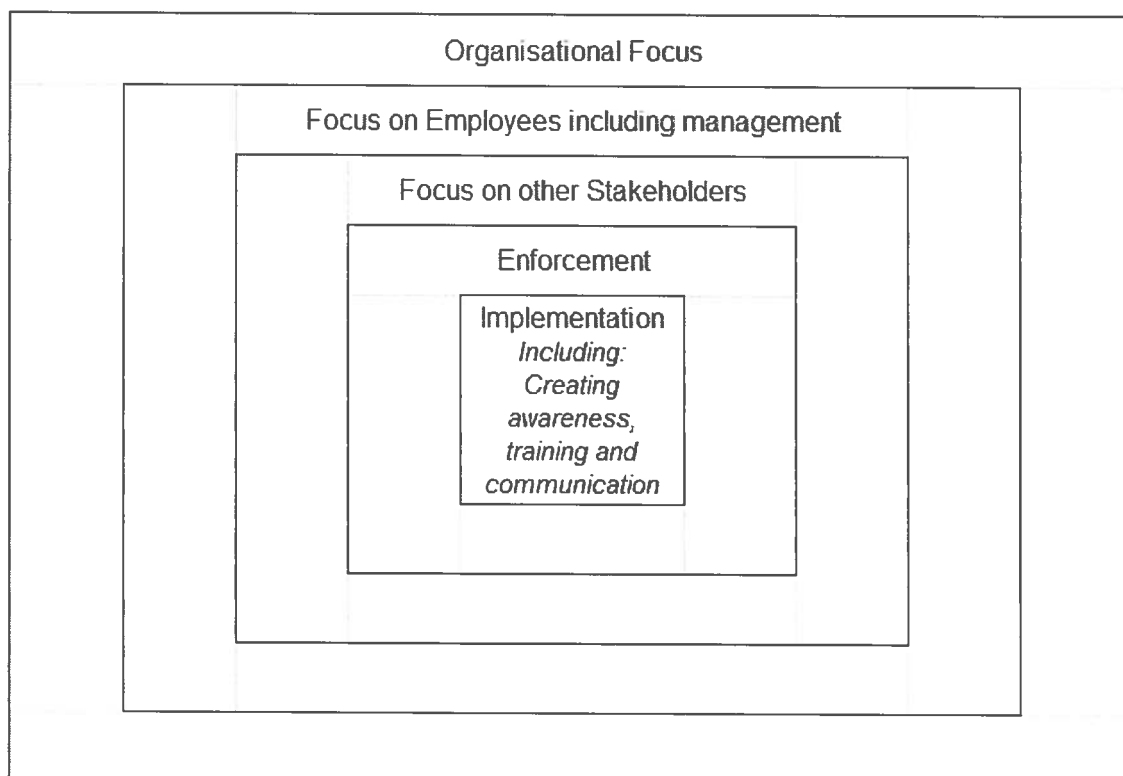 Organisational Focus
Focus on Employees including management
Focus on other Stakeholders
Enforcement
Implementation
Including:
Creating
awareness,
training and
communication